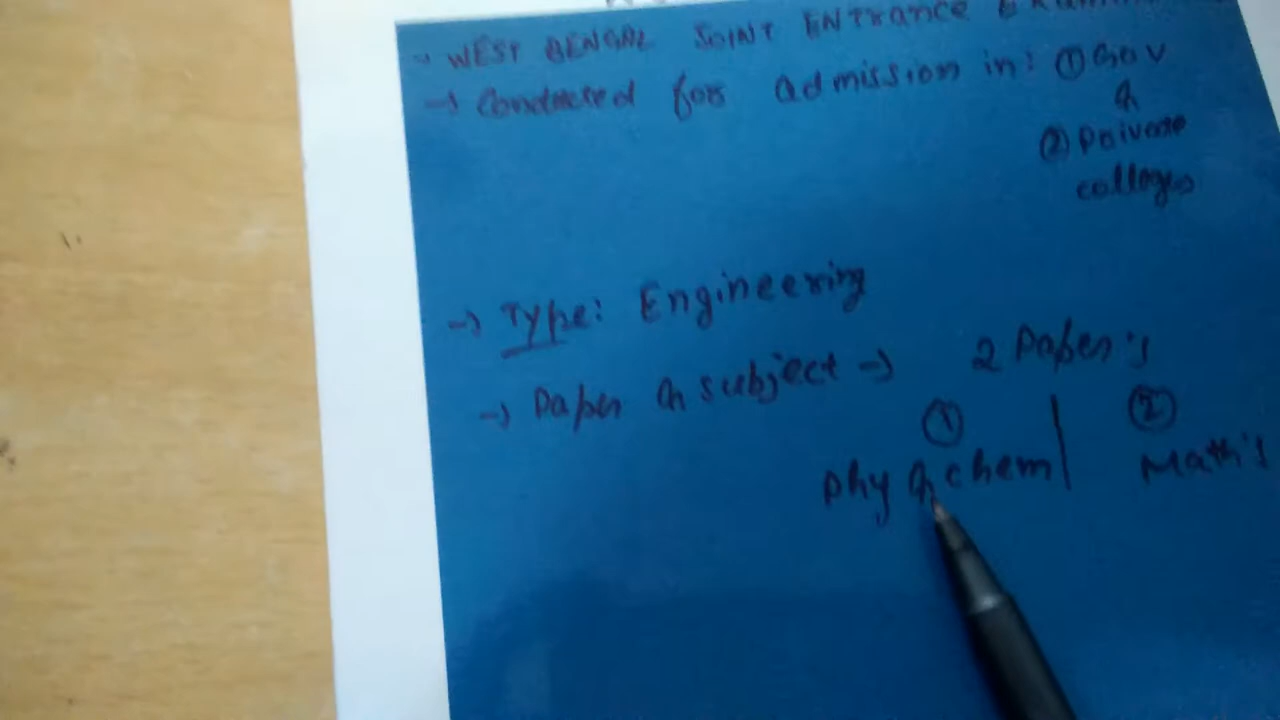 → WEST BENGAL JOINT ENTrance
→ Conducted for admission in: ① Gov
&
② Private
colleges
→ Type: Engineering
→ Paper & subject → 2 Paper's
① ②
Phy & chem | Math's